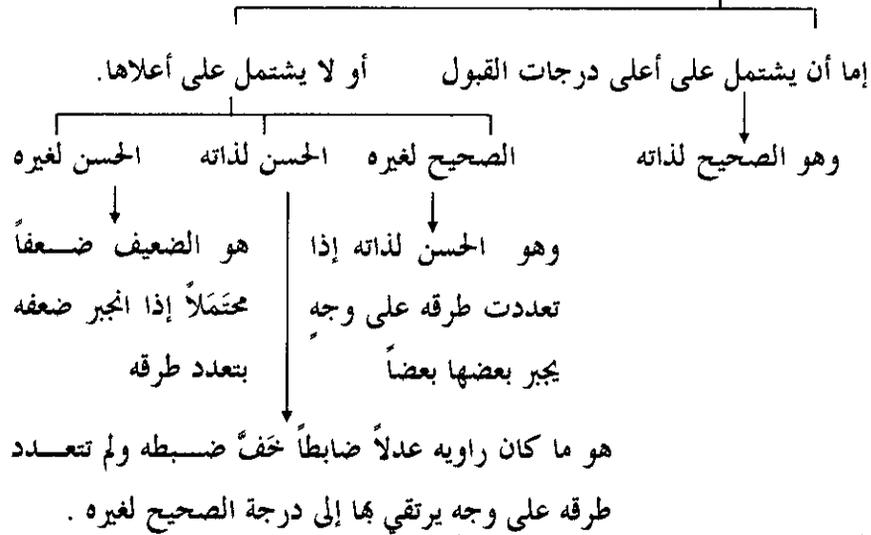 إما أن يشتمل على أعلى درجات القبول أو لا يشتمل على أعلاها.
وهو الصحيح لذاته
الصحيح لغيره الحسن لذاته الحسن لغيره
وهو الحسن لذاته إذا
تعددت طرقه على وجهٍ
يجبر بعضها بعضاً
هو الضعيف ضعفاً
محتَمَلاً إذا انجبر ضعفه
بتعدد طرقه
هو ما كان راويه عدلاً ضابطاً خَفَّ ضبطه ولم تتعدد
طرقه على وجه يرتقي بها إلى درجة الصحيح لغيره .